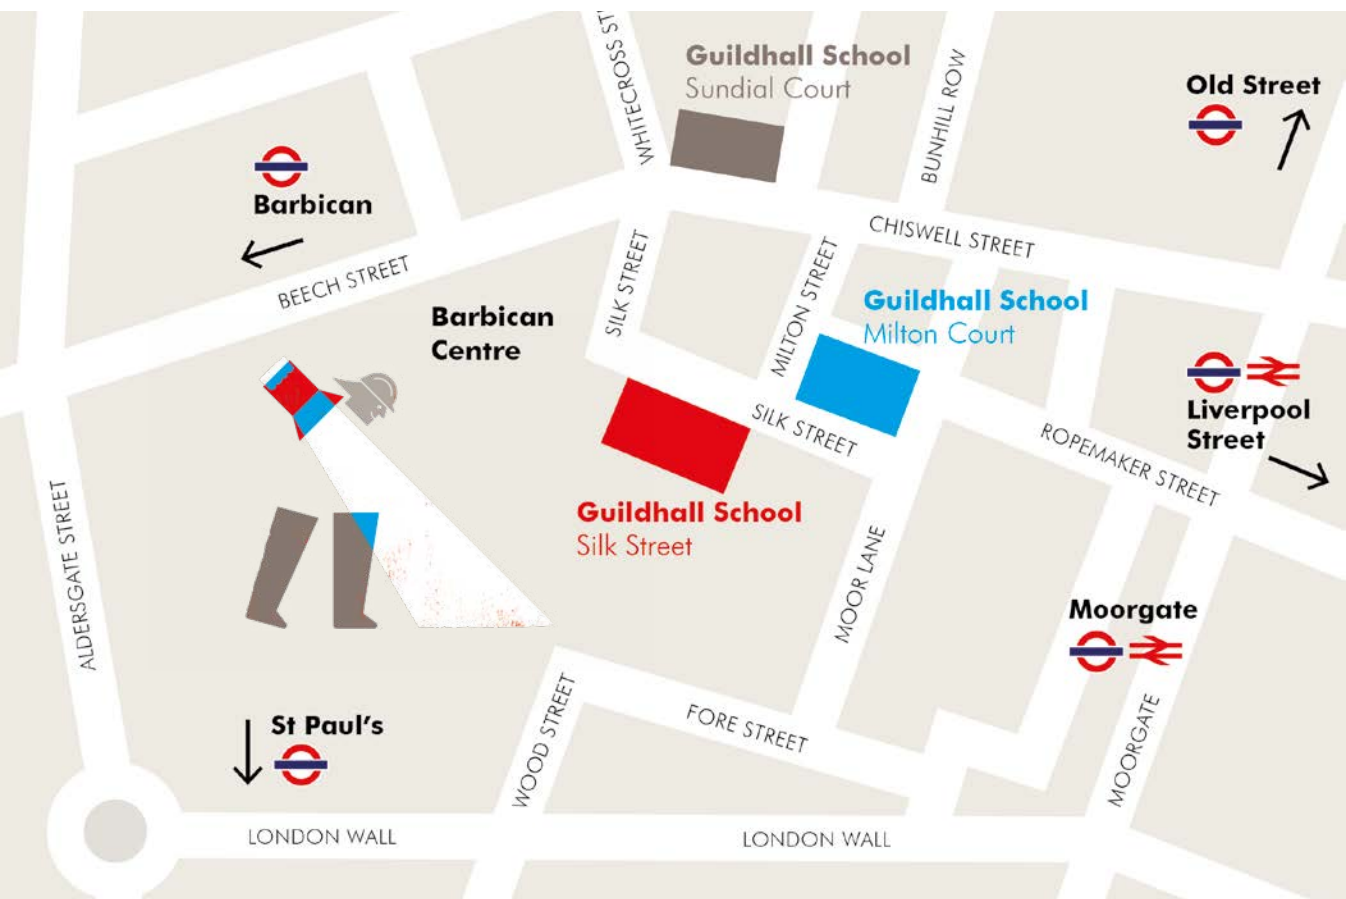 WHITECROSS ST
Guildhall School
Sundial Court
BUNHILL ROW
Old Street
Barbican
BEECH STREET
CHISWELL STREET
SILK STREET
MILTON STREET
Barbican
Centre
Guildhall School
Milton Court
Liverpool
Street
SILK STREET
ROPEMAKER STREET
Guildhall School
Silk Street
ALDERSGATE STREET
MOOR LANE
Moorgate
St Paul's
WOOD STREET
FORE STREET
MOORGATE
LONDON WALL
LONDON WALL